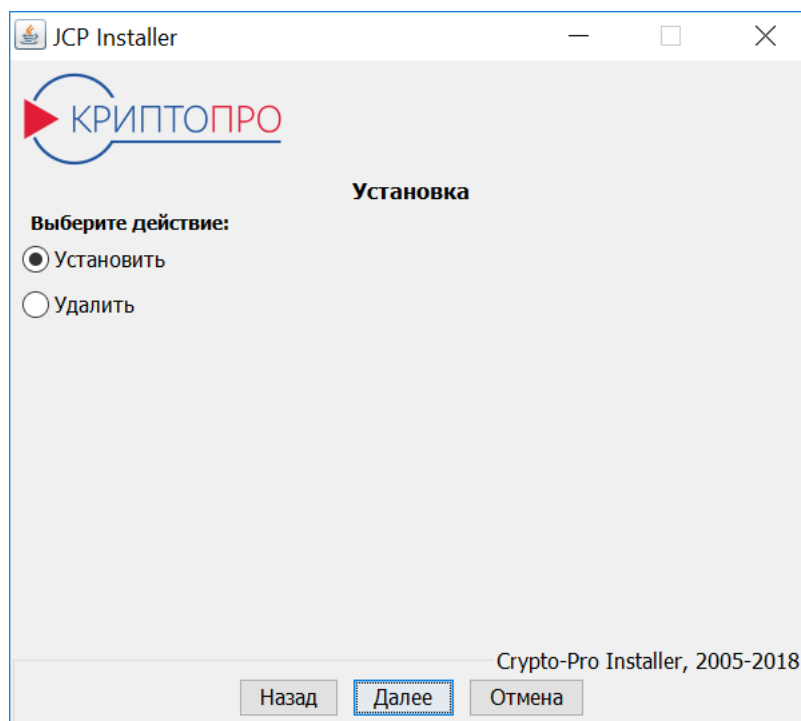 JCP Installer
КРИПТОПРО
Установка
Выберите действие:
Установить
Удалить
Crypto-Pro Installer, 2005-2018
Назад Далее Отмена